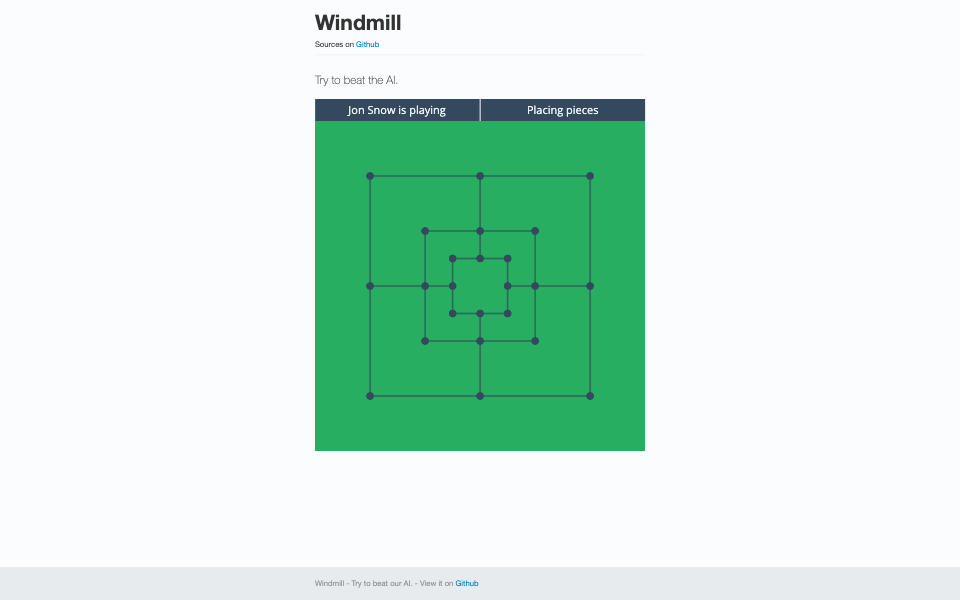 Windmill
Sources on Github
Try to beat the AI.
Jon Snow is playing
Placing pieces
Windmill - Try to beat our AI. - View it on Github